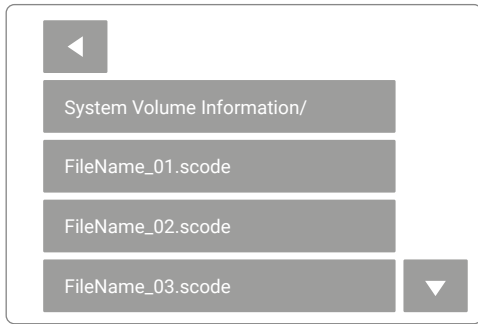 System Volume Information/
FileName_01.scode
FileName_02.scode
FileName_03.scode